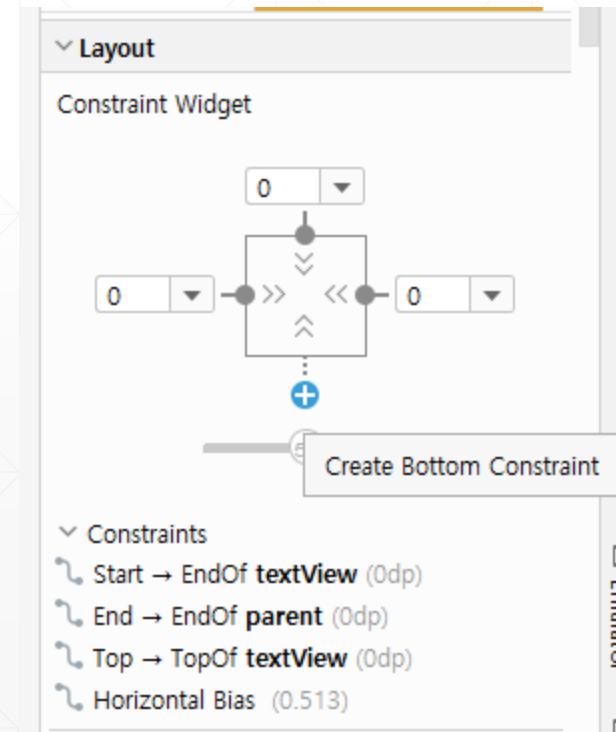 Layout
Constraint Widget
0
0 0
Create Bottom Constraint
Constraints
Start → EndOf textView (0dp)
End → EndOf parent (0dp)
Top → TopOf textView (0dp)
Horizontal Bias (0.513)